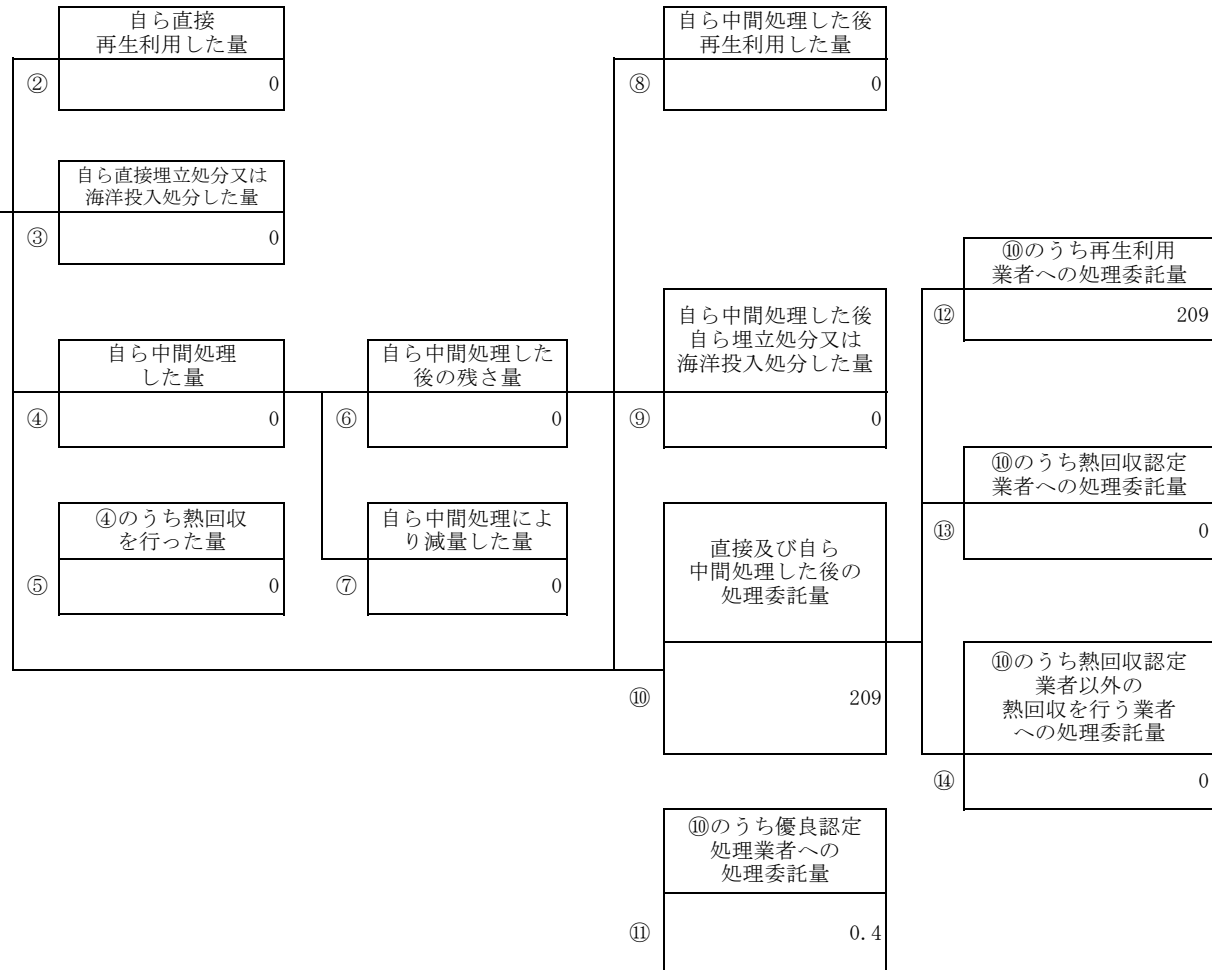 自ら直接
再生利用した量
② 0
自ら直接埋立処分又は
海洋投入処分した量
③ 0
自ら中間処理
した量
④ 0
④のうち熱回収
を行った量
⑤ 0
自ら中間処理した
後の残さ量
⑥ 0
自ら中間処理によ
り減量した量
⑦ 0
自ら中間処理した後
再生利用した量
⑧ 0
自ら中間処理した後
自ら埋立処分又は
海洋投入処分した量
⑨ 0
直接及び自ら
中間処理した後の
処理委託量
⑩ 209
⑩のうち優良認定
処理業者への
処理委託量
⑪ 0.4
⑩のうち再生利用
業者への処理委託量
⑫ 209
⑩のうち熱回収認定
業者への処理委託量
⑬ 0
⑩のうち熱回収認定
業者以外の
熱回収を行う業者
への処理委託量
⑭ 0